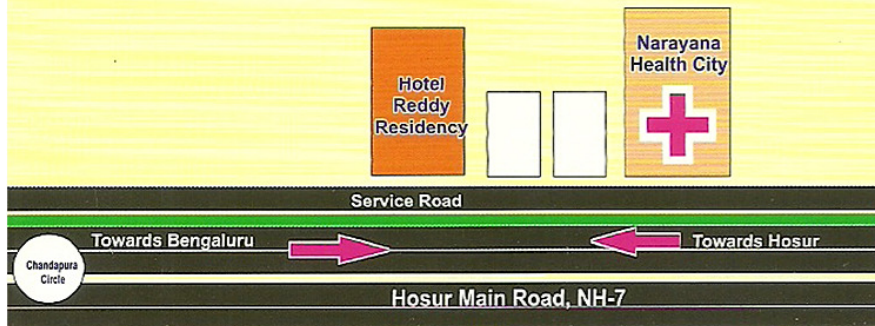 Narayana
Health City
Hotel
Reddy
Residency
Service Road
Towards Bengaluru
Towards Hosur
Chandapura
Circle
Hosur Main Road, NH-7